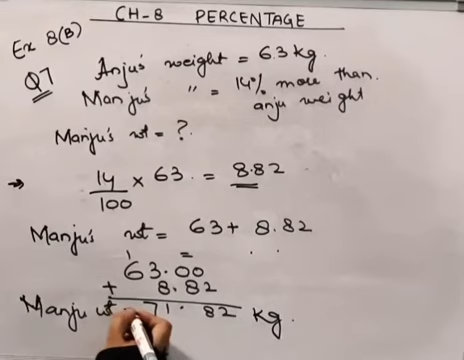 CH-8 PERCENTAGE
Ex 8(B)
Q7 Anju's weight = 63 kg.
Manju's " = 14% more than.
anju weight
Manju's wt = ?
→ 14/100 × 63 = 8.82
Manju's wt = 63 + 8.82
1
63.00
+ 8.82
Manju wt 71.82 kg.